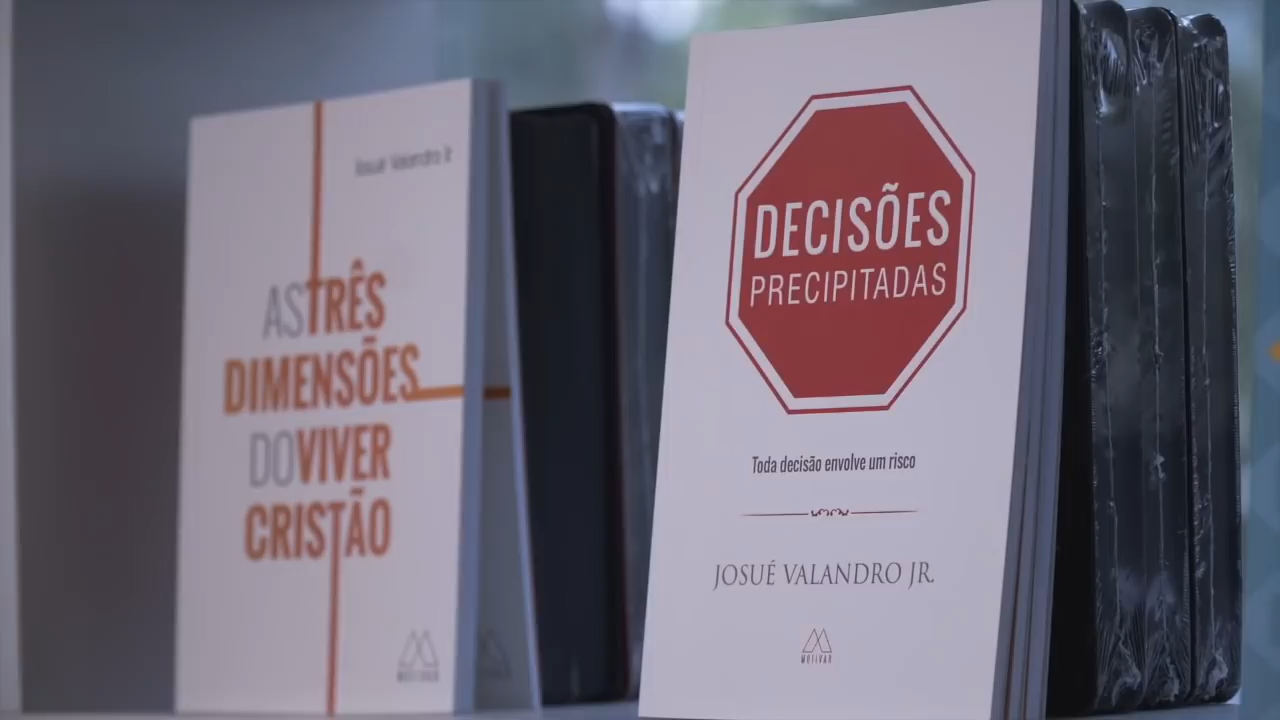 Josué Valandro Jr
AS TRÊS
DIMENSÕES
DO VIVER
CRISTÃO
MOTIVAR
DECISÕES
PRECIPITADAS
Toda decisão envolve um risco
JOSUÉ VALANDRO JR.
MOTIVAR